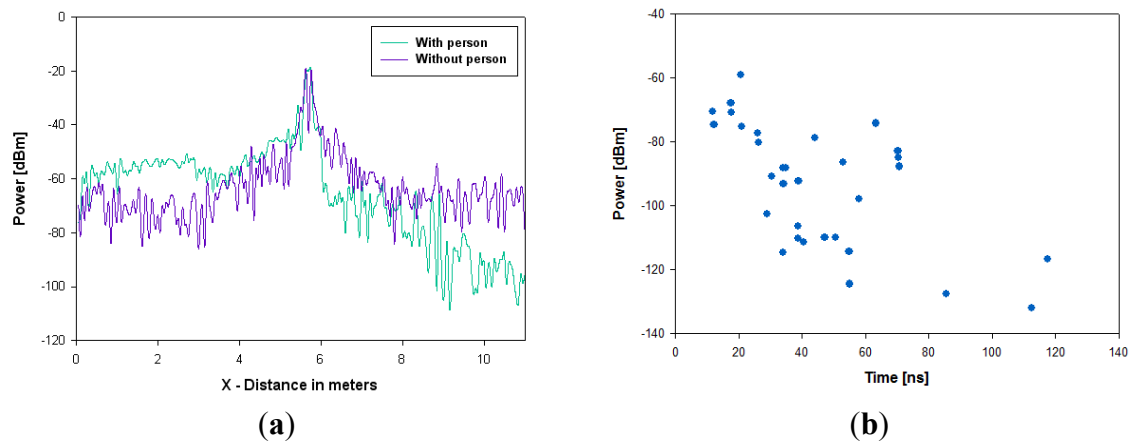 0
-20
-40
-60
-80
-100
-120
Power [dBm]
With person
Without person
0 2 4 6 8 10
X - Distance in meters
(a)
-40
-60
-80
-100
-120
-140
Power [dBm]
0 20 40 60 80 100 120 140
Time [ns]
(b)